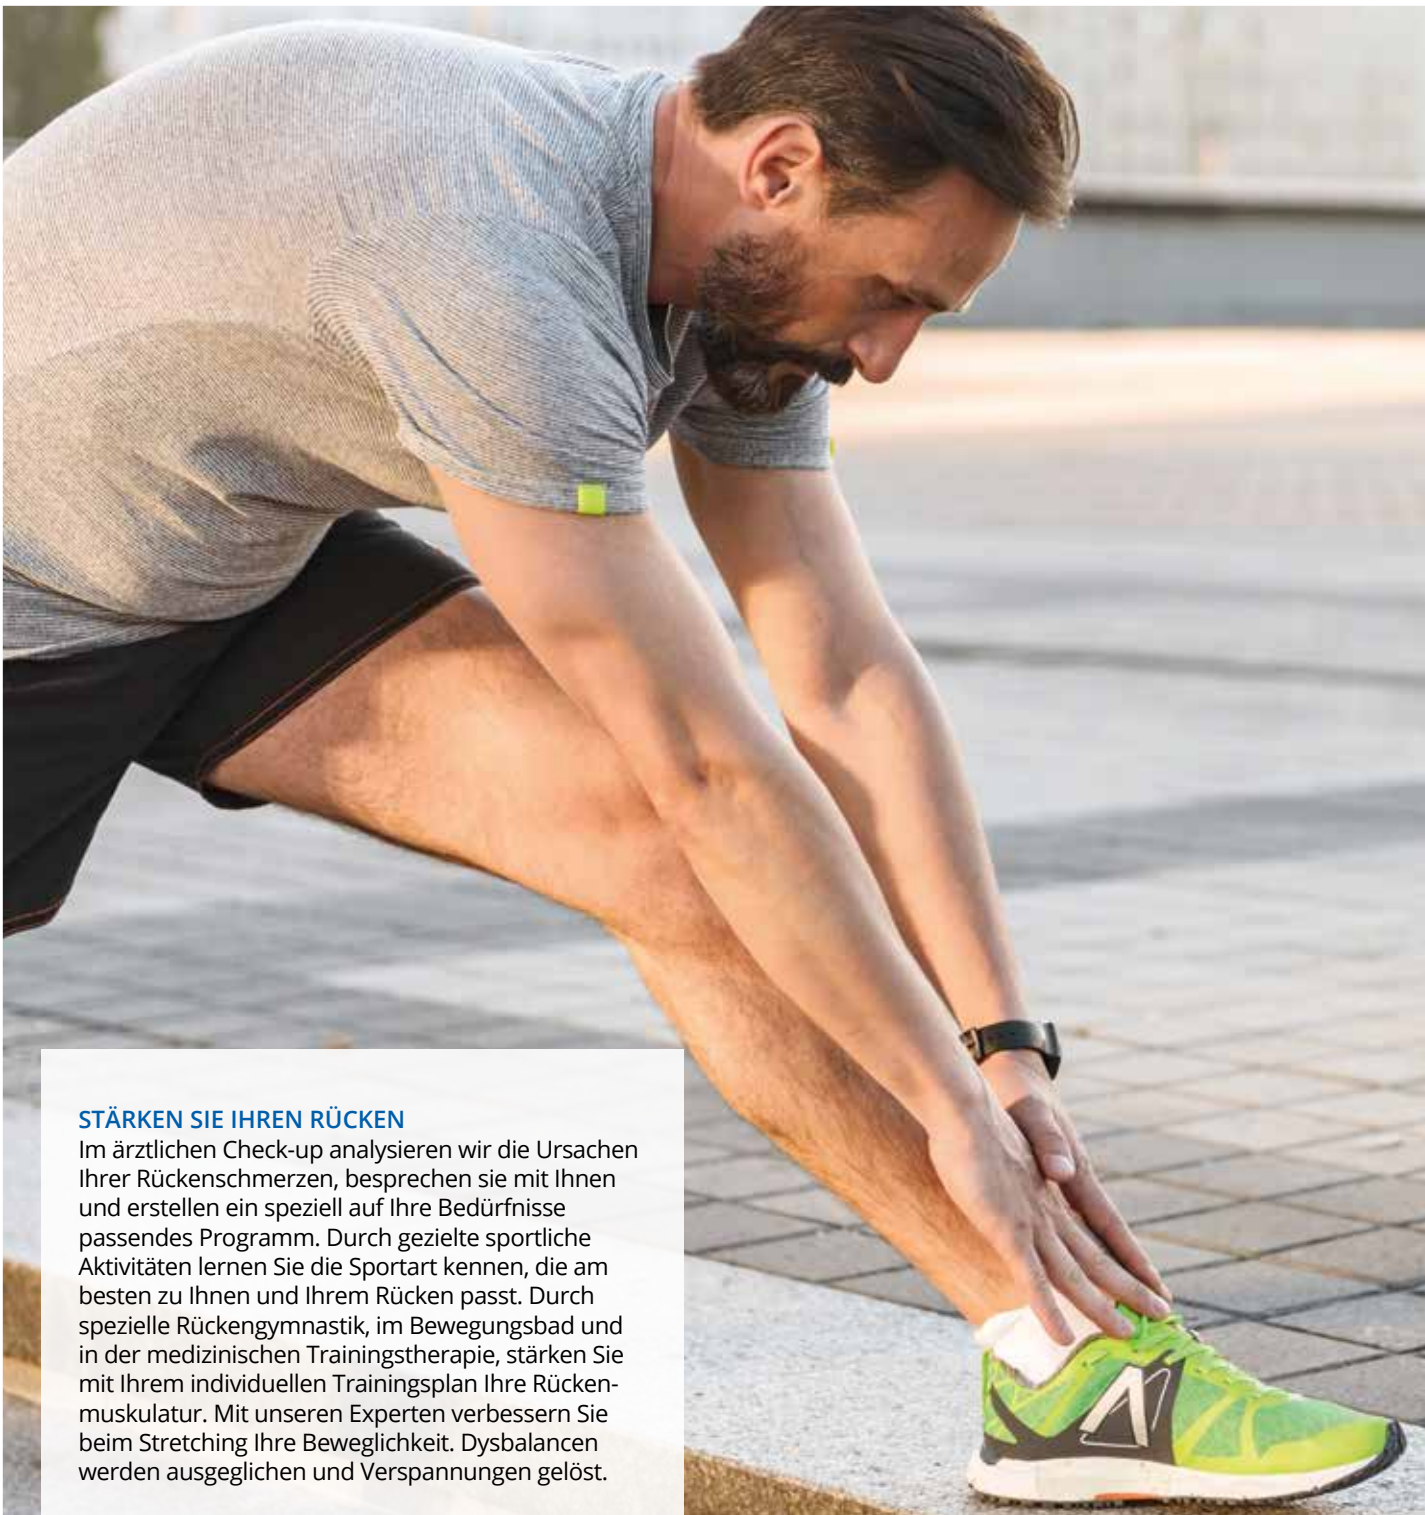 STÄRKEN SIE IHREN RÜCKEN
Im ärztlichen Check-up analysieren wir die Ursachen
Ihrer Rückenschmerzen, besprechen sie mit Ihnen
und erstellen ein speziell auf Ihre Bedürfnisse
passendes Programm. Durch gezielte sportliche
Aktivitäten lernen Sie die Sportart kennen, die am
besten zu Ihnen und Ihrem Rücken passt. Durch
spezielle Rückengymnastik, im Bewegungsbad und
in der medizinischen Trainingstherapie, stärken Sie
mit Ihrem individuellen Trainingsplan Ihre Rücken-
muskulatur. Mit unseren Experten verbessern Sie
beim Stretching Ihre Beweglichkeit. Dysbalancen
werden ausgeglichen und Verspannungen gelöst.